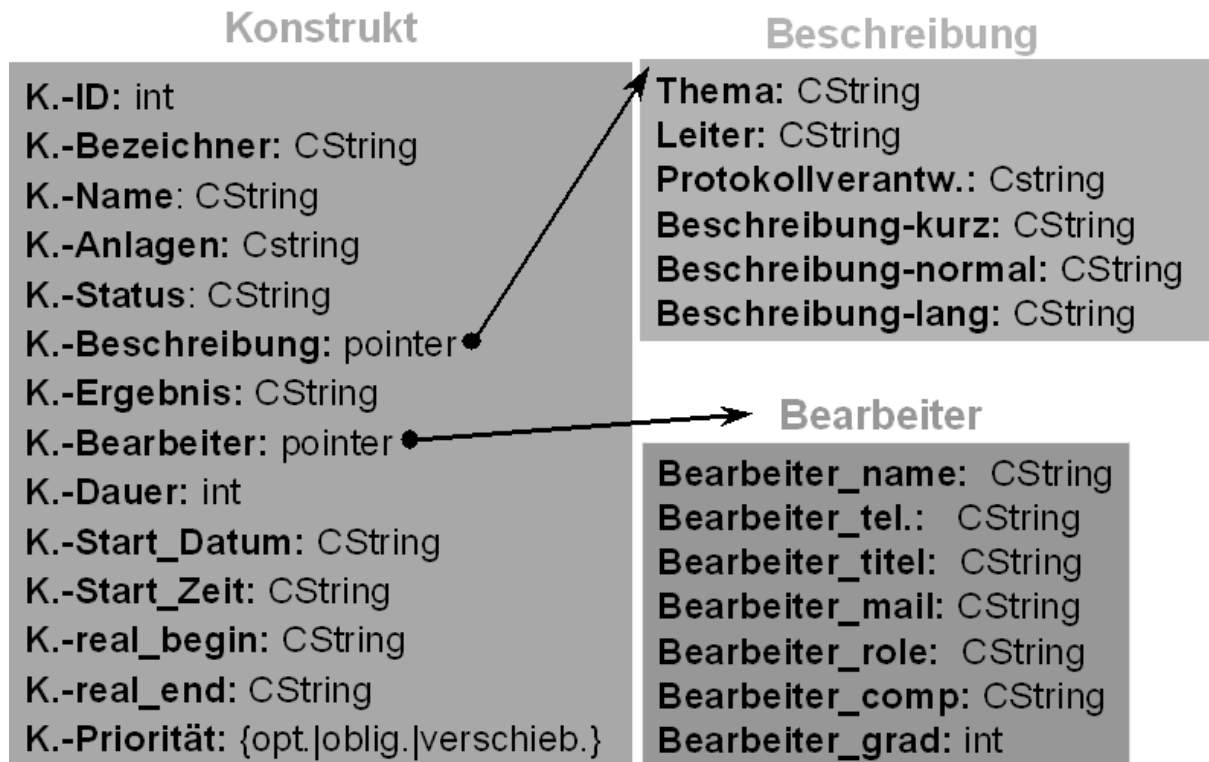 Konstrukt
K.-ID: int
K.-Bezeichner: CString
K.-Name: CString
K.-Anlagen: Cstring
K.-Status: CString
K.-Beschreibung: pointer
K.-Ergebnis: CString
K.-Bearbeiter: pointer
K.-Dauer: int
K.-Start_Datum: CString
K.-Start_Zeit: CString
K.-real_begin: CString
K.-real_end: CString
K.-Priorität: {opt.|oblig.|verschieb.}
Beschreibung
Thema: CString
Leiter: CString
Protokollverantw.: Cstring
Beschreibung-kurz: CString
Beschreibung-normal: CString
Beschreibung-lang: CString
Bearbeiter
Bearbeiter_name: CString
Bearbeiter_tel.: CString
Bearbeiter_titel: CString
Bearbeiter_mail: CString
Bearbeiter_role: CString
Bearbeiter_comp: CString
Bearbeiter_grad: int